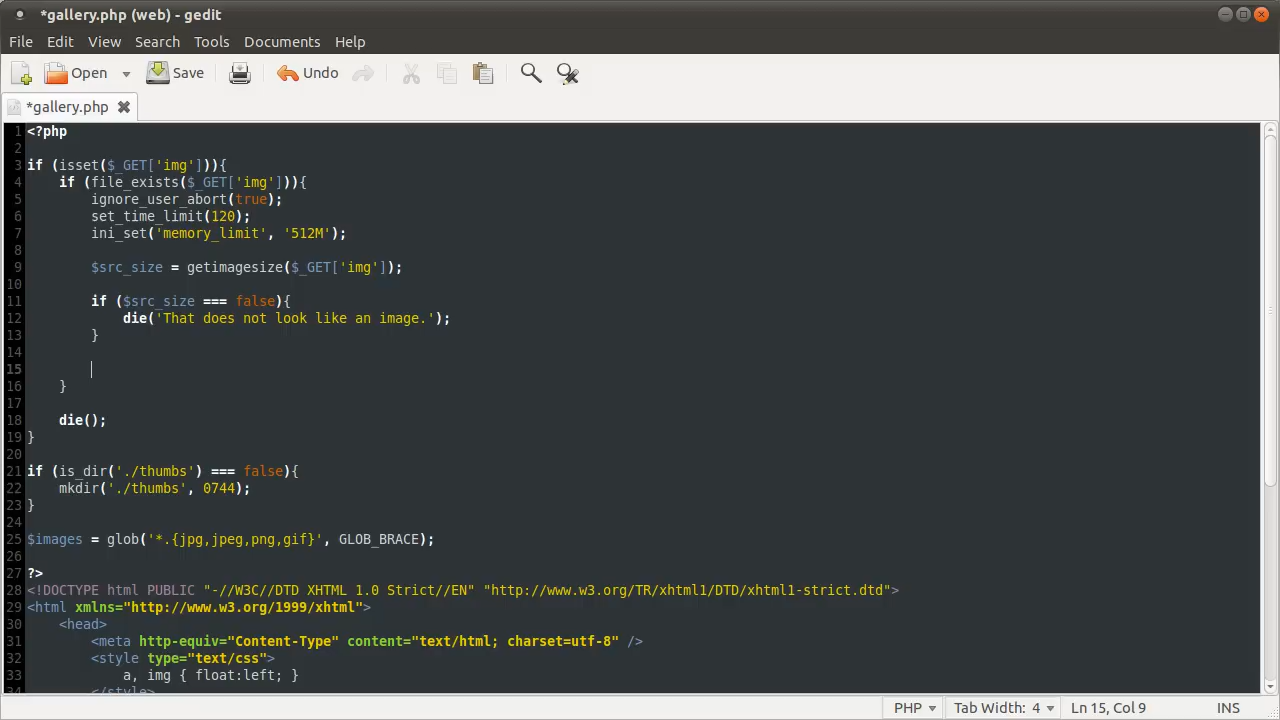 *gallery.php (web) - gedit
File Edit View Search Tools Documents Help
Open Save Undo
*gallery.php
1 <?php
2
3 if (isset($_GET['img'])){
4 if (file_exists($_GET['img'])){
5 ignore_user_abort(true);
6 set_time_limit(120);
7 ini_set('memory_limit', '512M');
8
9 $src_size = getimagesize($_GET['img']);
10
11 if ($src_size === false){
12 die('That does not look like an image.');
13 }
14
15
16 }
17
18 die();
19 }
20
21 if (is_dir('./thumbs') === false){
22 mkdir('./thumbs', 0744);
23 }
24
25 $images = glob('*.{jpg,jpeg,png,gif}', GLOB_BRACE);
26
27 ?>
28 <!DOCTYPE html PUBLIC "-//W3C//DTD XHTML 1.0 Strict//EN" "http://www.w3.org/TR/xhtml1/DTD/xhtml1-strict.dtd">
29 <html xmlns="http://www.w3.org/1999/xhtml">
30 <head>
31 <meta http-equiv="Content-Type" content="text/html; charset=utf-8" />
32 <style type="text/css">
33 a, img { float:left; }
34 </style>
PHP Tab Width: 4 Ln 15, Col 9 INS